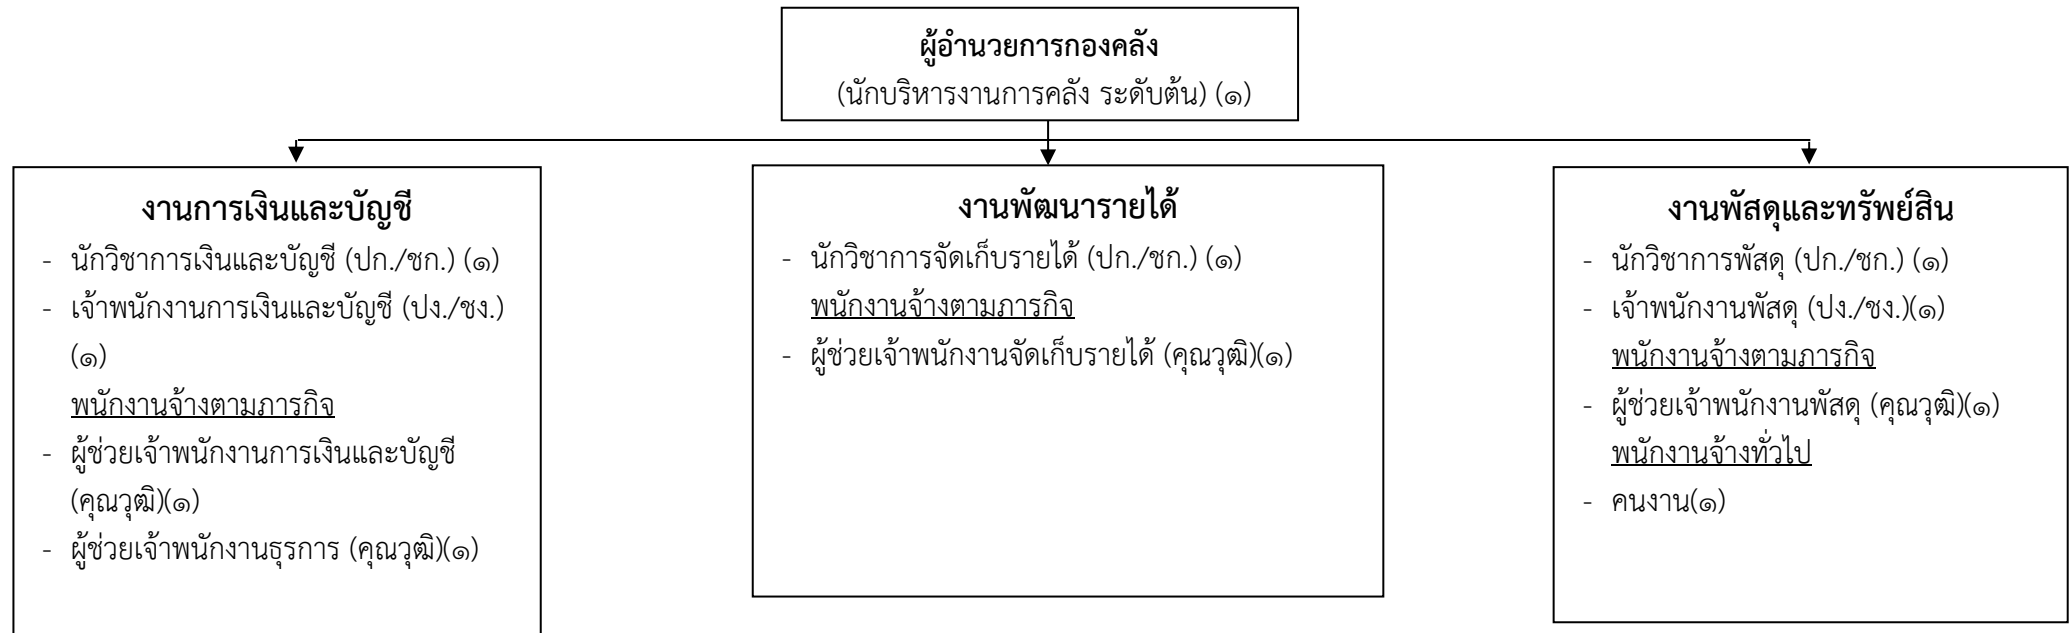 ผู้อำนวยการกองคลัง
(นักบริหารงานการคลัง ระดับต้น) (๑)
งานการเงินและบัญชี
- นักวิชาการเงินและบัญชี (ปก./ชก.) (๑)
- เจ้าพนักงานการเงินและบัญชี (ปง./ชง.)
(๑)
พนักงานจ้างตามภารกิจ
- ผู้ช่วยเจ้าพนักงานการเงินและบัญชี
(คุณวุฒิ)(๑)
- ผู้ช่วยเจ้าพนักงานธุรการ (คุณวุฒิ)(๑)
งานพัฒนารายได้
- นักวิชาการจัดเก็บรายได้ (ปก./ชก.) (๑)
พนักงานจ้างตามภารกิจ
- ผู้ช่วยเจ้าพนักงานจัดเก็บรายได้ (คุณวุฒิ)(๑)
งานพัสดุและทรัพย์สิน
- นักวิชาการพัสดุ (ปก./ชก.) (๑)
- เจ้าพนักงานพัสดุ (ปง./ชง.)(๑)
พนักงานจ้างตามภารกิจ
- ผู้ช่วยเจ้าพนักงานพัสดุ (คุณวุฒิ)(๑)
พนักงานจ้างทั่วไป
- คนงาน(๑)